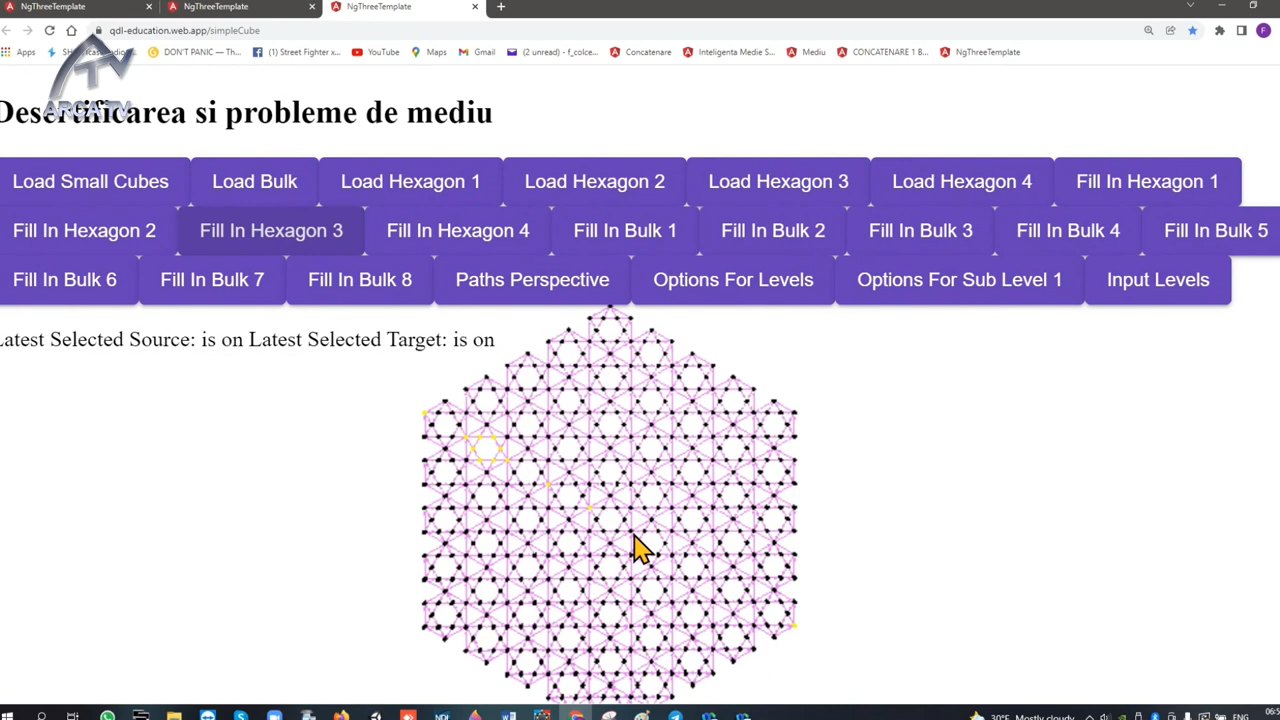 NgThreeTemplate NgThreeTemplate NgThreeTemplate
qdl-education.web.app/simpleCube
Apps DON'T PANIC — Th... (1) Street Fighter x... YouTube Maps Gmail (2 unread) - f_colce... Concatenare Inteligenta Medie S... Mediu CONCATENARE 1 B... NgThreeTemplate
ARCA TV
Desertificarea si probleme de mediu
Load Small Cubes Load Bulk Load Hexagon 1 Load Hexagon 2 Load Hexagon 3 Load Hexagon 4 Fill In Hexagon 1
Fill In Hexagon 2 Fill In Hexagon 3 Fill In Hexagon 4 Fill In Bulk 1 Fill In Bulk 2 Fill In Bulk 3 Fill In Bulk 4 Fill In Bulk 5
Fill In Bulk 6 Fill In Bulk 7 Fill In Bulk 8 Paths Perspective Options For Levels Options For Sub Level 1 Input Levels
Latest Selected Source: is on Latest Selected Target: is on
30°F Mostly cloudy ENG